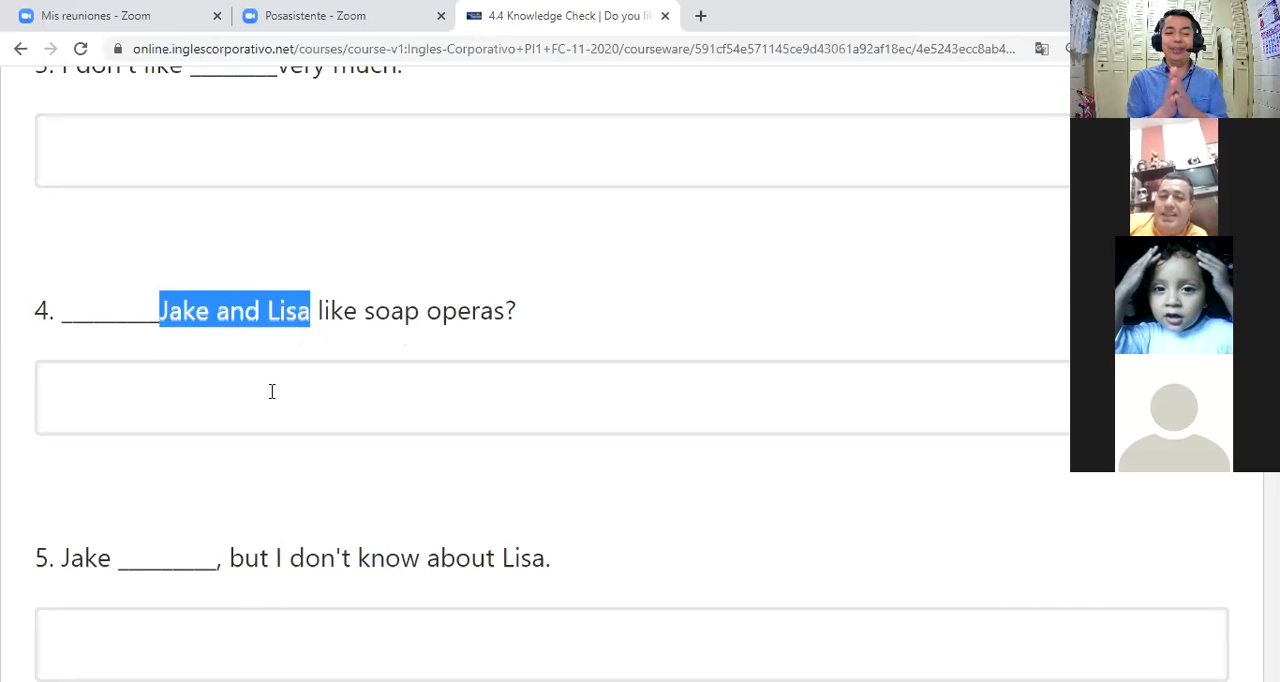 Mis reuniones - Zoom
Posasistente - Zoom
4.4 Knowledge Check | Do you li
online.inglescorporativo.net/courses/course-v1:Ingles-Corporativo+PI1+FC-11-2020/courseware/591cf54e571145ce9d43061a92af18ec/4e5243ecc8ab4...
3. I don't like ________very much.
4. _________Jake and Lisa like soap operas?
5. Jake _________, but I don't know about Lisa.